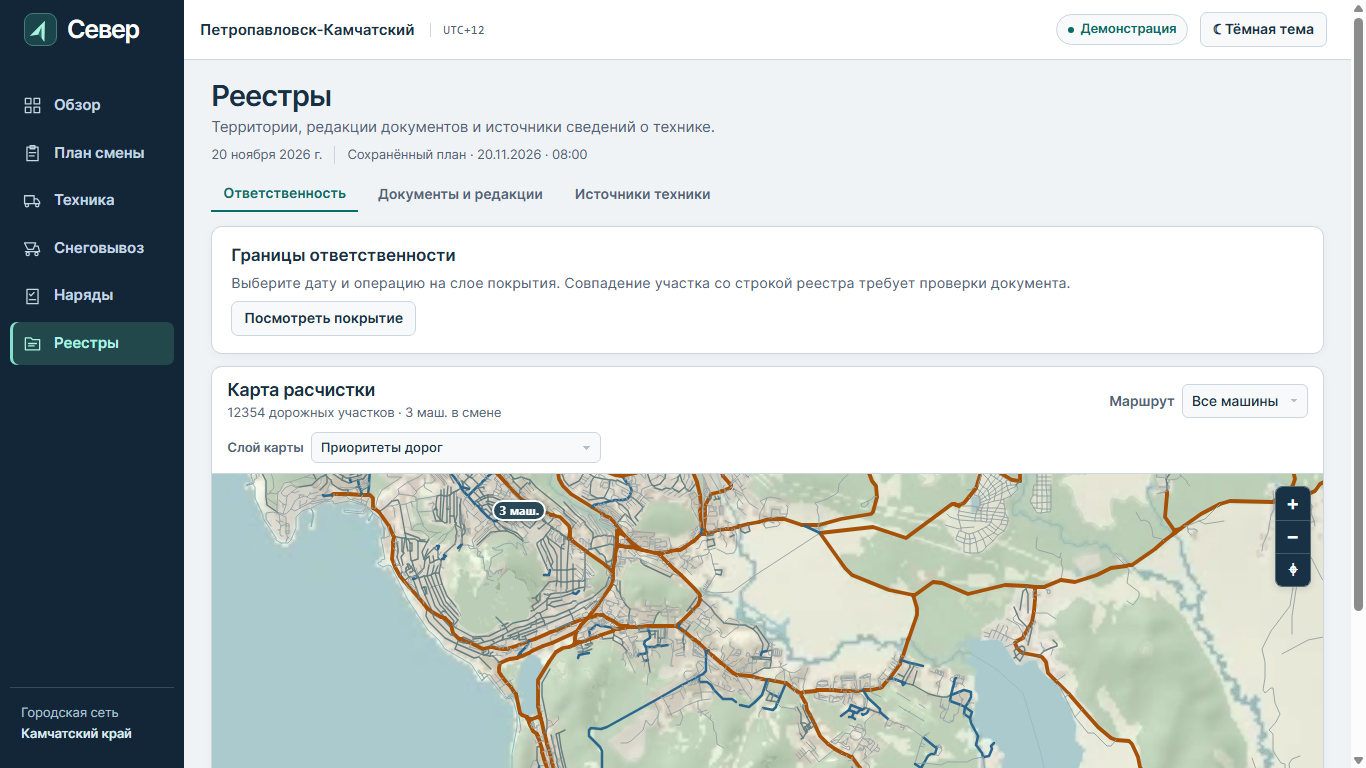 Север
Петропавловск-Камчатский
UTC+12
Демонстрация
Тёмная тема
Обзор
План смены
Техника
Снеговывоз
Наряды
Реестры
Городская сеть
Камчатский край
Реестры
Территории, редакции документов и источники сведений о технике.
20 ноября 2026 г.
Сохранённый план · 20.11.2026 · 08:00
Ответственность
Документы и редакции
Источники техники
Границы ответственности
Выберите дату и операцию на слое покрытия. Совпадение участка со строкой реестра требует проверки документа.
Посмотреть покрытие
Карта расчистки
12354 дорожных участков · 3 маш. в смене
Маршрут
Все машины
Слой карты
Приоритеты дорог
3 маш.
+
−